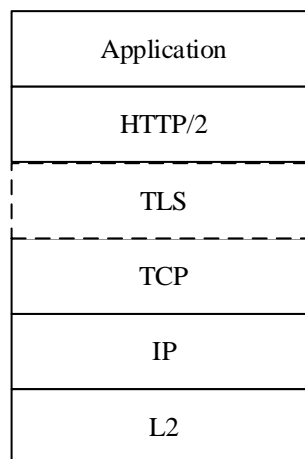 Application
HTTP/2
TLS
TCP
IP
L2